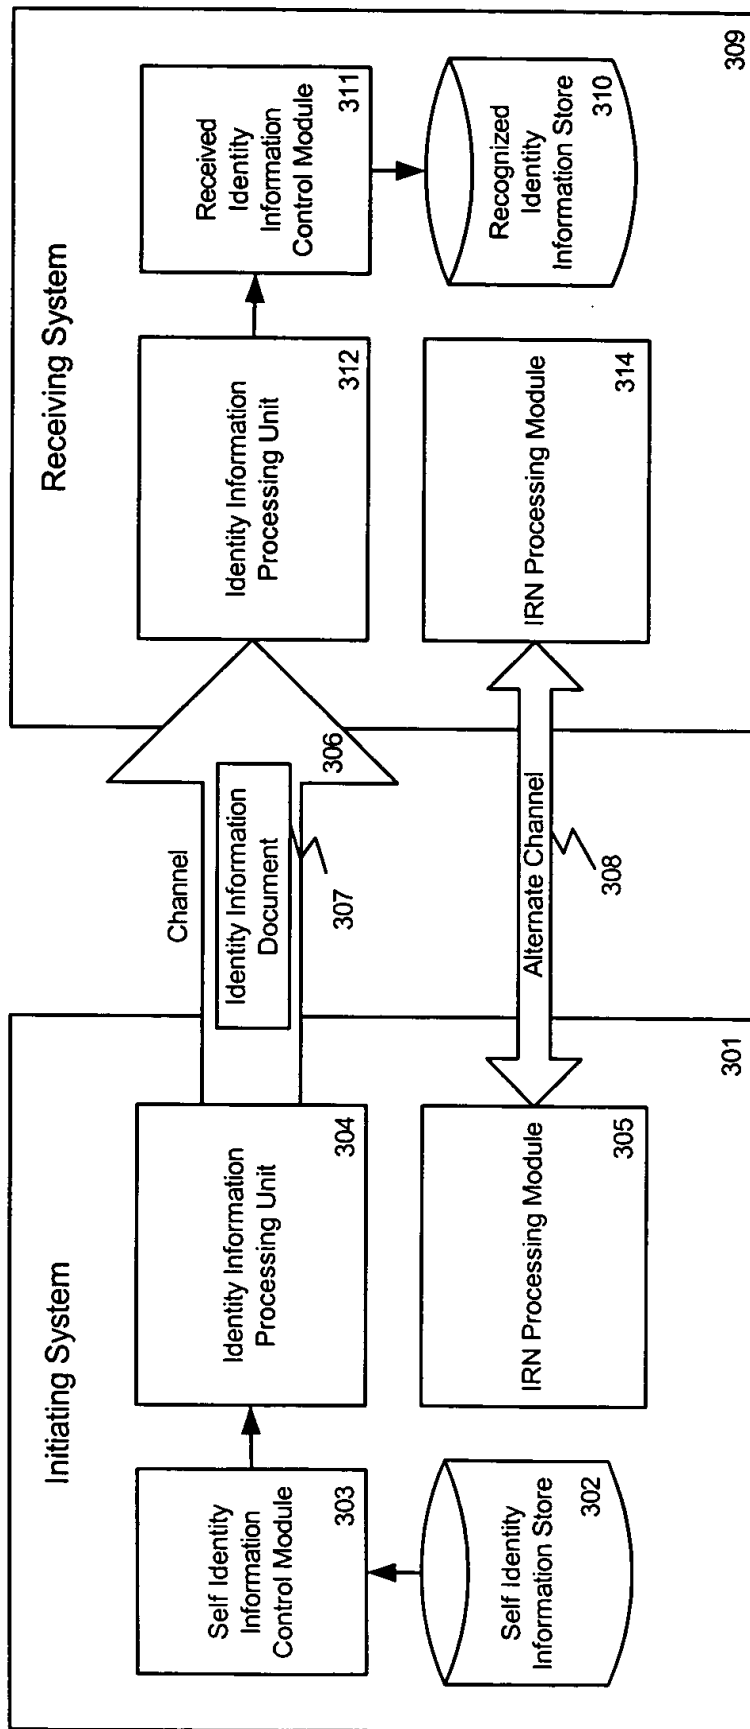 Initiating System
Self Identity
Information
Control Module
303
Self Identity
Information Store
302
Identity Information
Processing Unit
304
IRN Processing Module
305
301
Channel
Identity Information
Document
306
307
Alternate Channel
308
Receiving System
Identity Information
Processing Unit
312
IRN Processing Module
314
Received
Identity
Information
Control Module
311
Recognized
Identity
Information Store
310
309